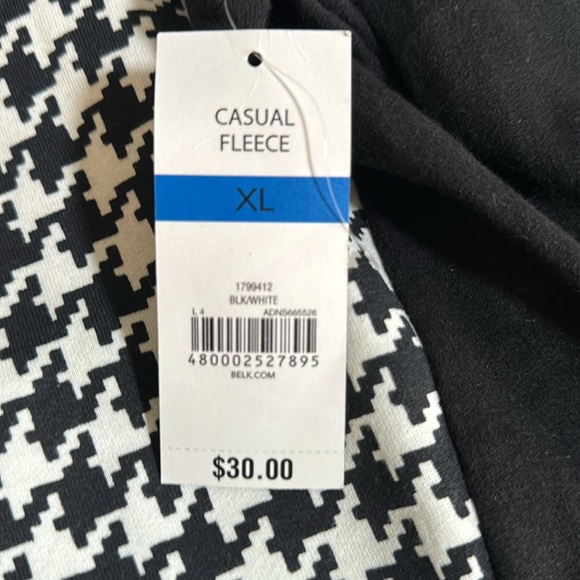 CASUAL
FLEECE
XL
1799412
BLK/WHITE
L 4 ADNS665526
480002527895
BELK.COM
$30.00